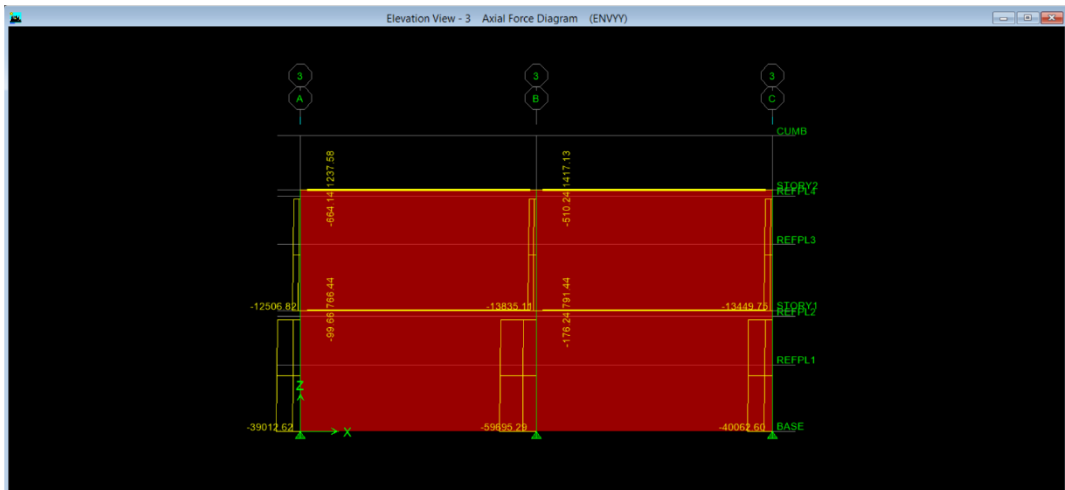 Elevation View - 3 Axial Force Diagram (ENVYY)
3 3 3
A B C
CUMB
-664.14 1237.58
-510.24 1417.13
STORY2
REFPL4
REFPL3
-99.66 766.44
-176.24 791.44
-12506.82 -13835.11 -13449.75 STORY1
REFPL2
REFPL1
Z
X
-39012.62 -59695.29 -40062.60 BASE